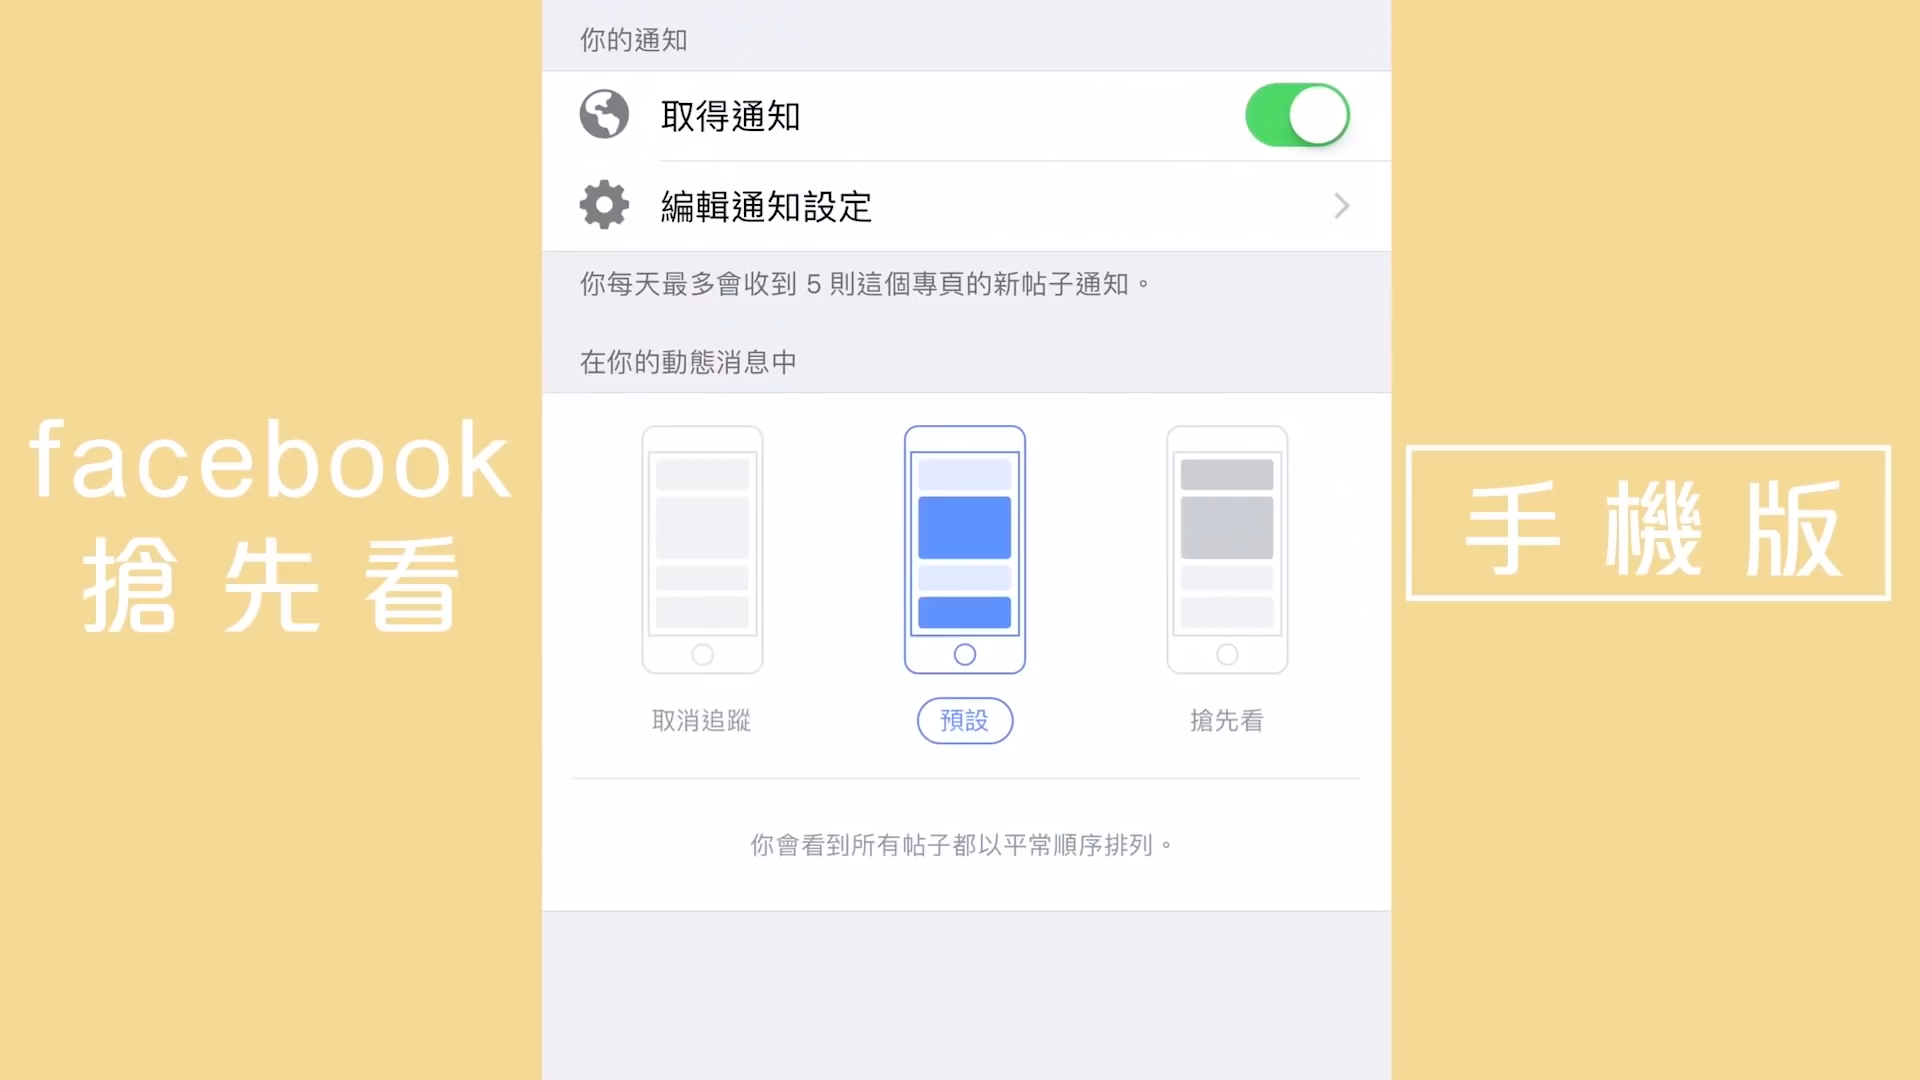 facebook
搶先看
你的通知
取得通知
編輯通知設定
你每天最多會收到 5 則這個專頁的新帖子通知。
在你的動態消息中
取消追蹤
預設
搶先看
你會看到所有帖子都以平常順序排列。
手機版